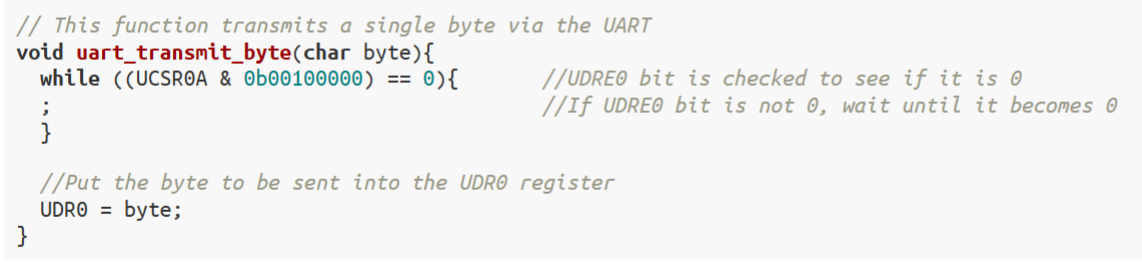 // This function transmits a single byte via the UART
void uart_transmit_byte(char byte){
while ((UCSR0A & 0b00100000) == 0){ //UDRE0 bit is checked to see if it is 0
; //If UDRE0 bit is not 0, wait until it becomes 0
}
//Put the byte to be sent into the UDR0 register
UDR0 = byte;
}